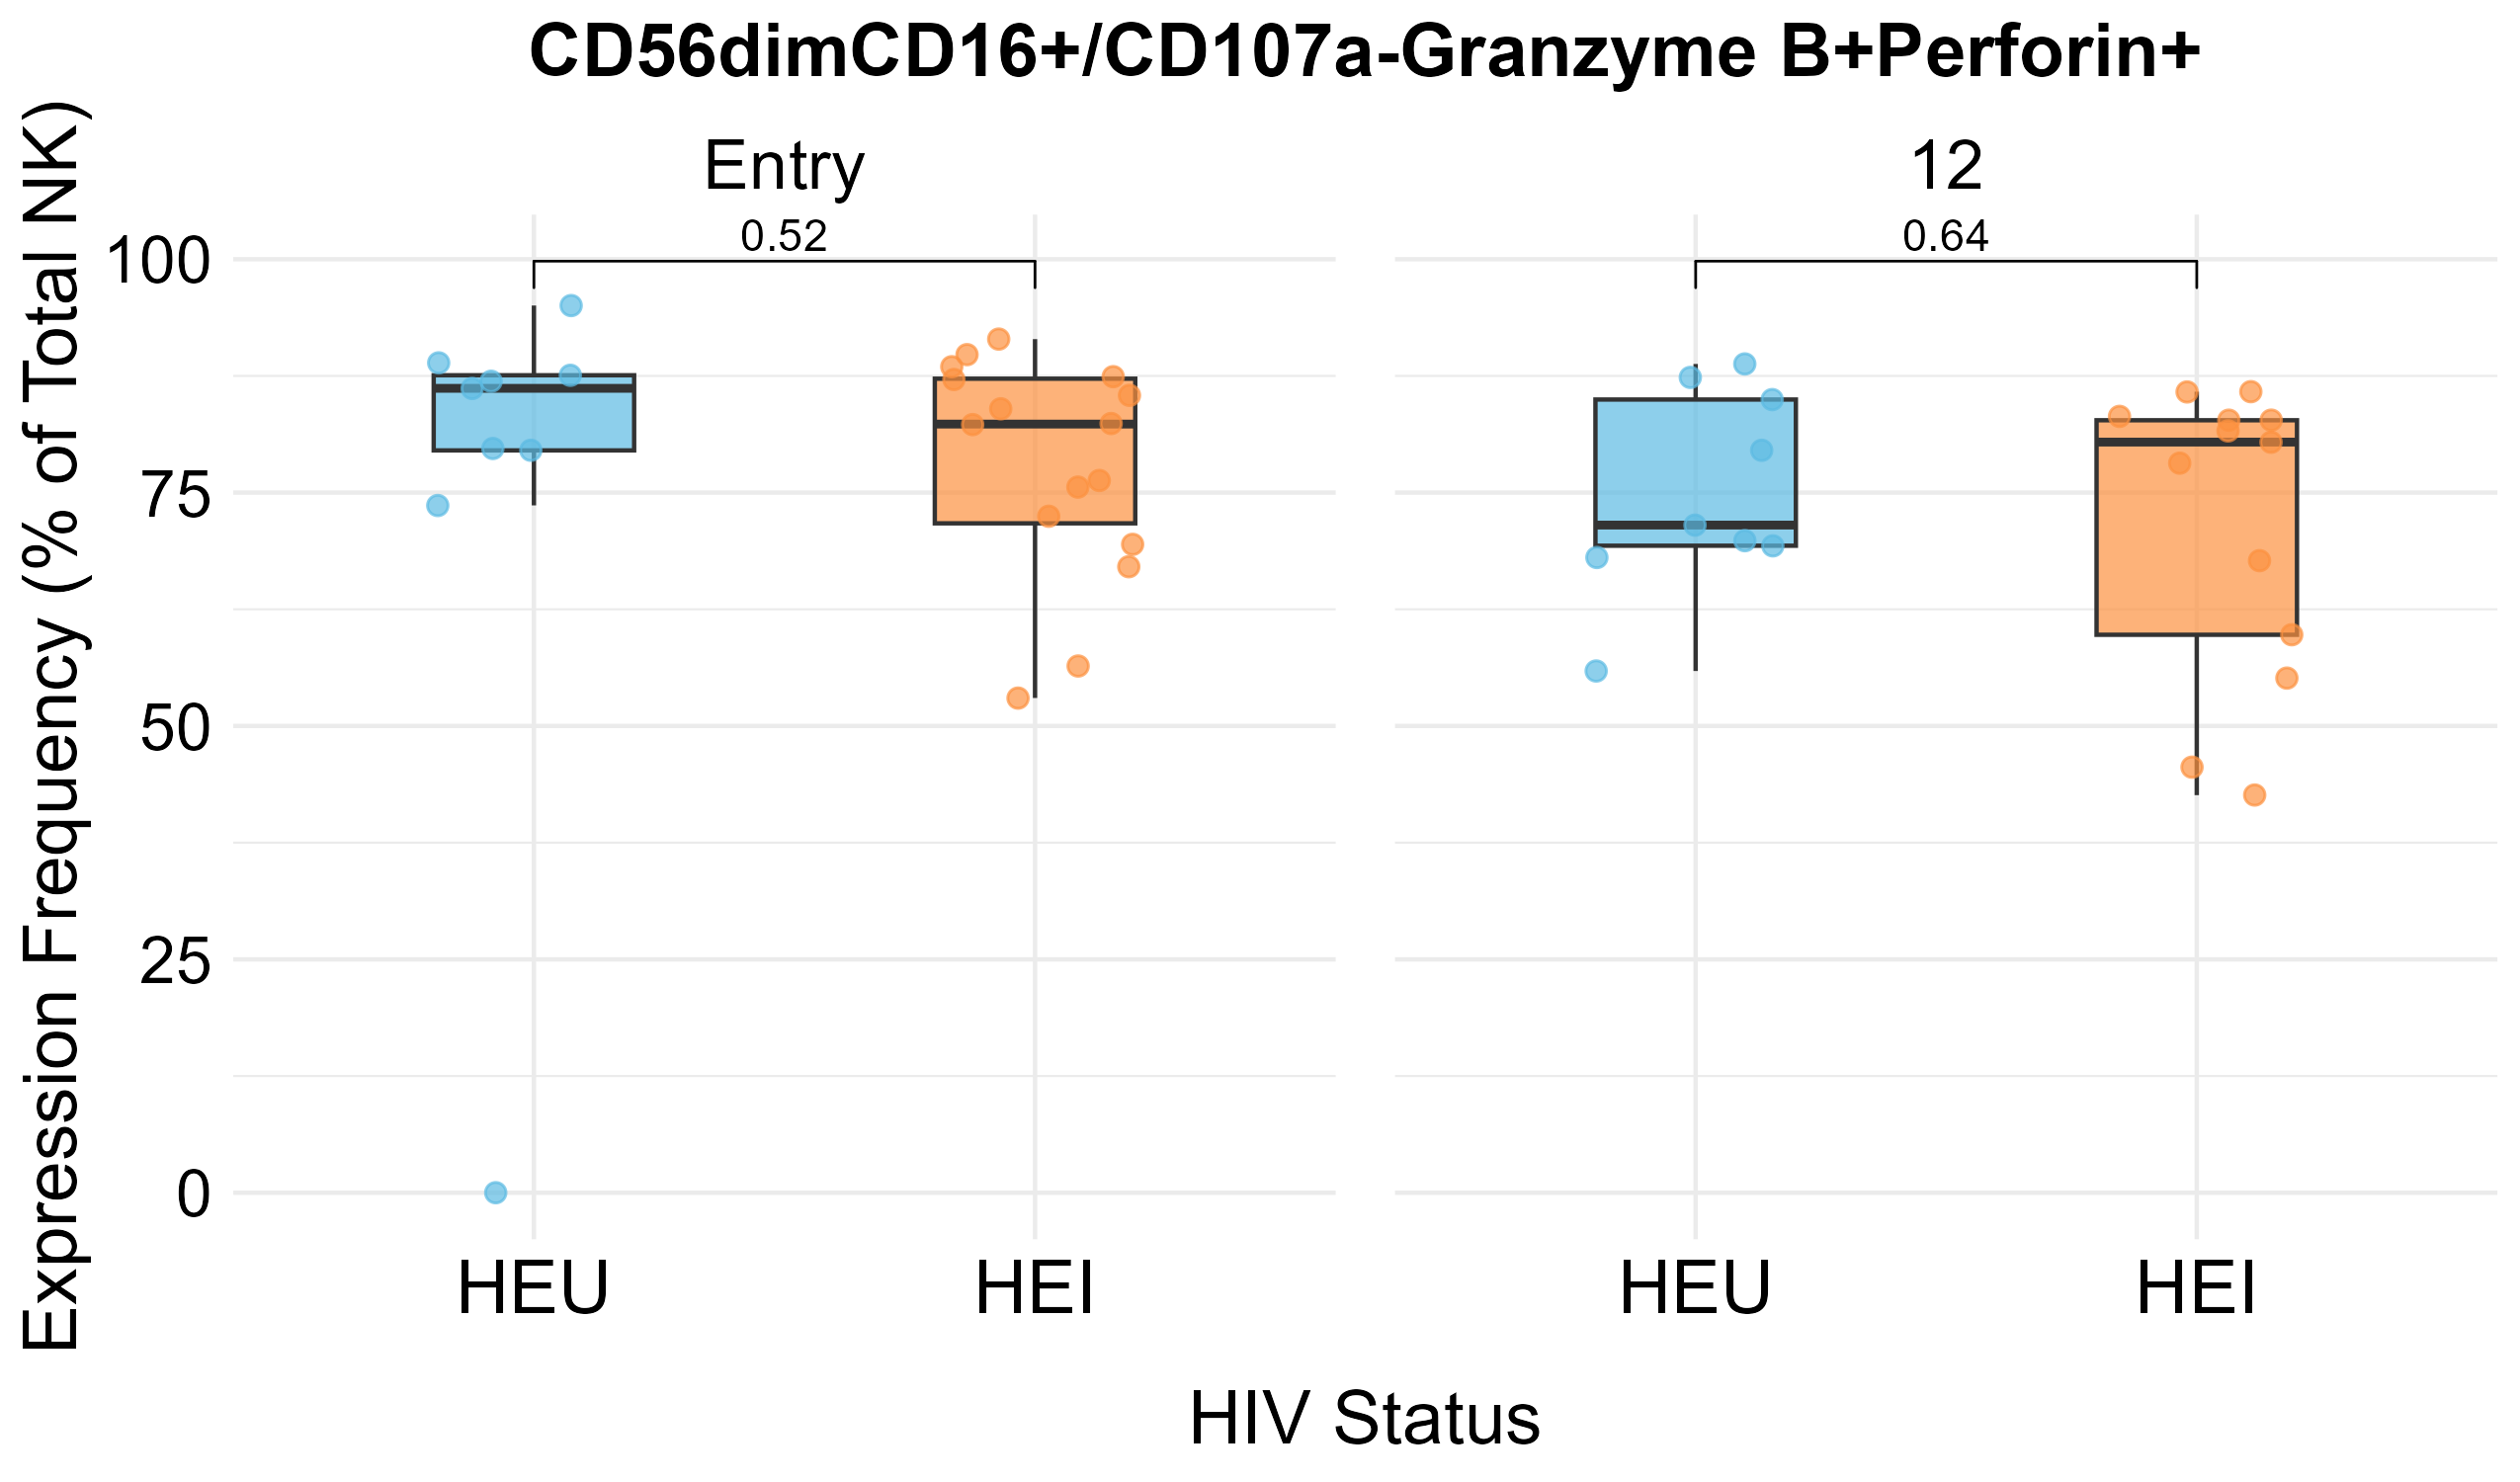 CD56dimCD16+/CD107a-Granzyme B+Perforin+
Entry
12
0.52
0.64
Expression Frequency (% of Total NK)
100
75
50
25
0
HEU
HEI
HEU
HEI
HIV Status